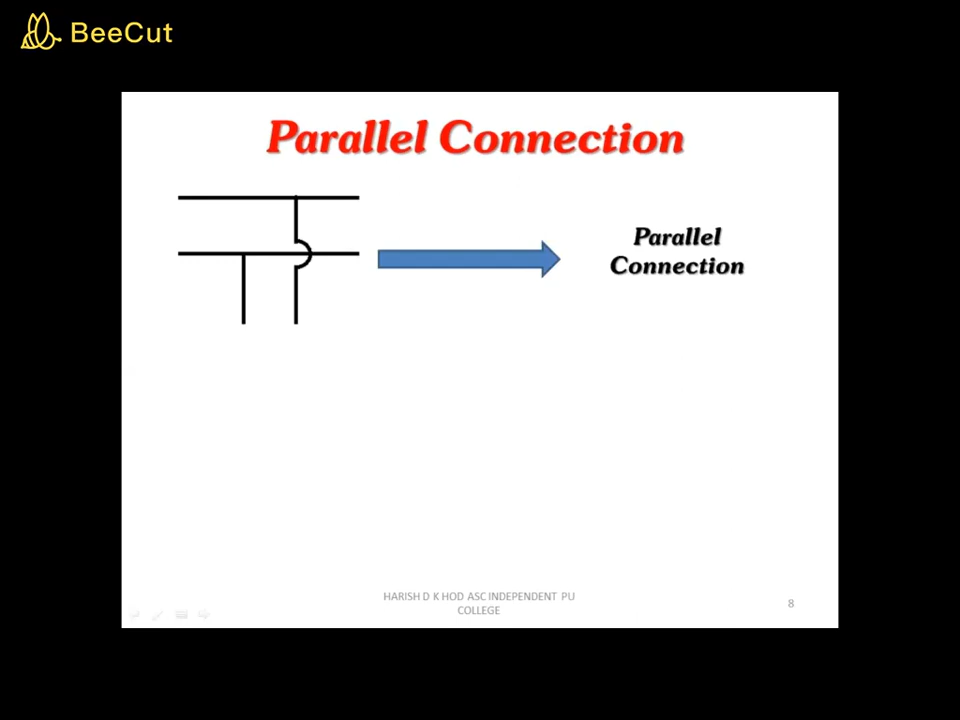 BeeCut
Parallel Connection
Parallel
Connection
HARISH D K HOD ASC INDEPENDENT PU
COLLEGE
8